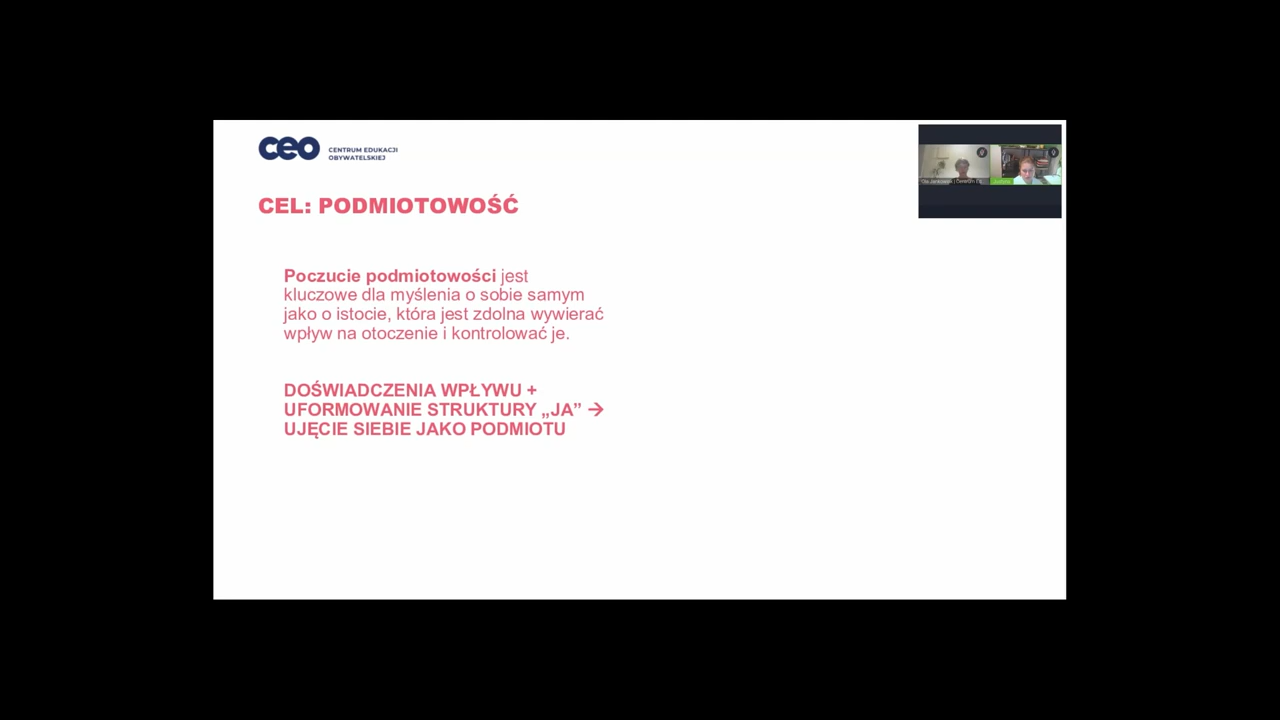 ceo CENTRUM EDUKACJI
OBYWATELSKIEJ
CEL: PODMIOTOWOŚĆ
Poczucie podmiotowości jest
kluczowe dla myślenia o sobie samym
jako o istocie, która jest zdolna wywierać
wpływ na otoczenie i kontrolować je.
DOŚWIADCZENIA WPŁYWU +
UFORMOWANIE STRUKTURY „JA” →
UJĘCIE SIEBIE JAKO PODMIOTU